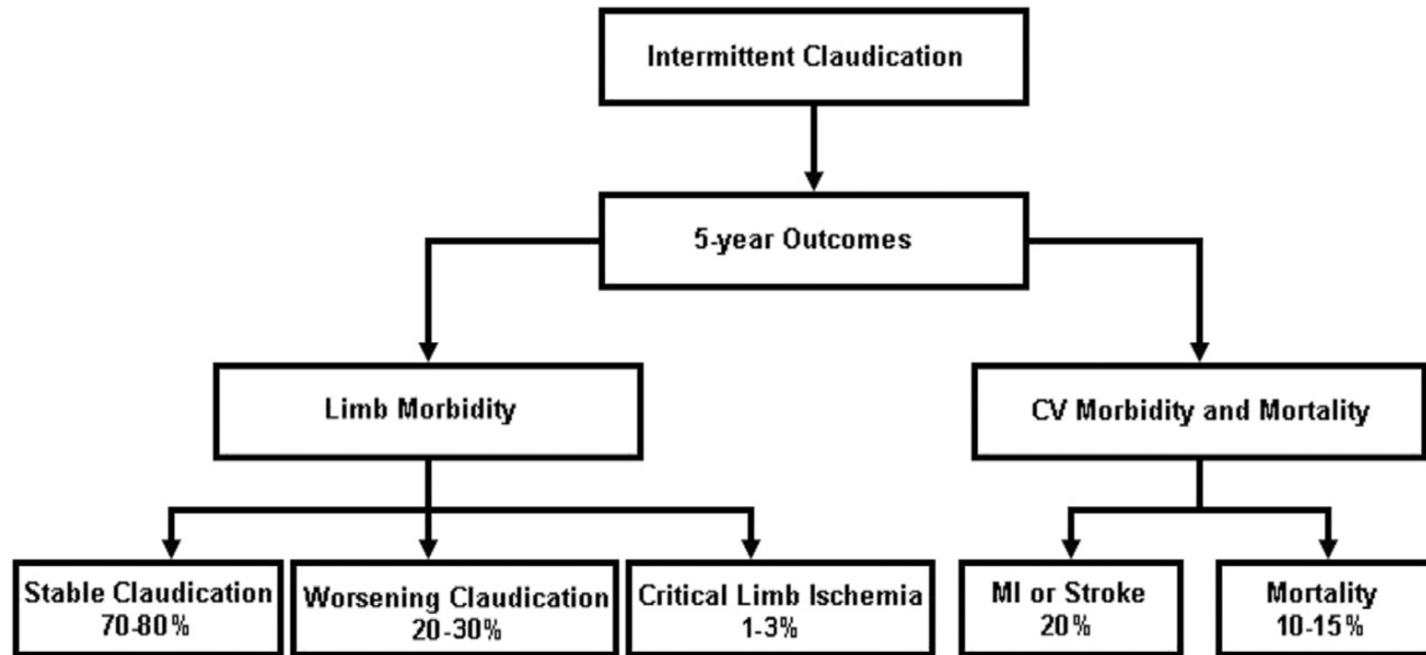 Intermittent Claudication
5-year Outcomes
Limb Morbidity
CV Morbidity and Mortality
Stable Claudication
70-80%
Worsening Claudication
20-30%
Critical Limb Ischemia
1-3%
MI or Stroke
20%
Mortality
10-15%